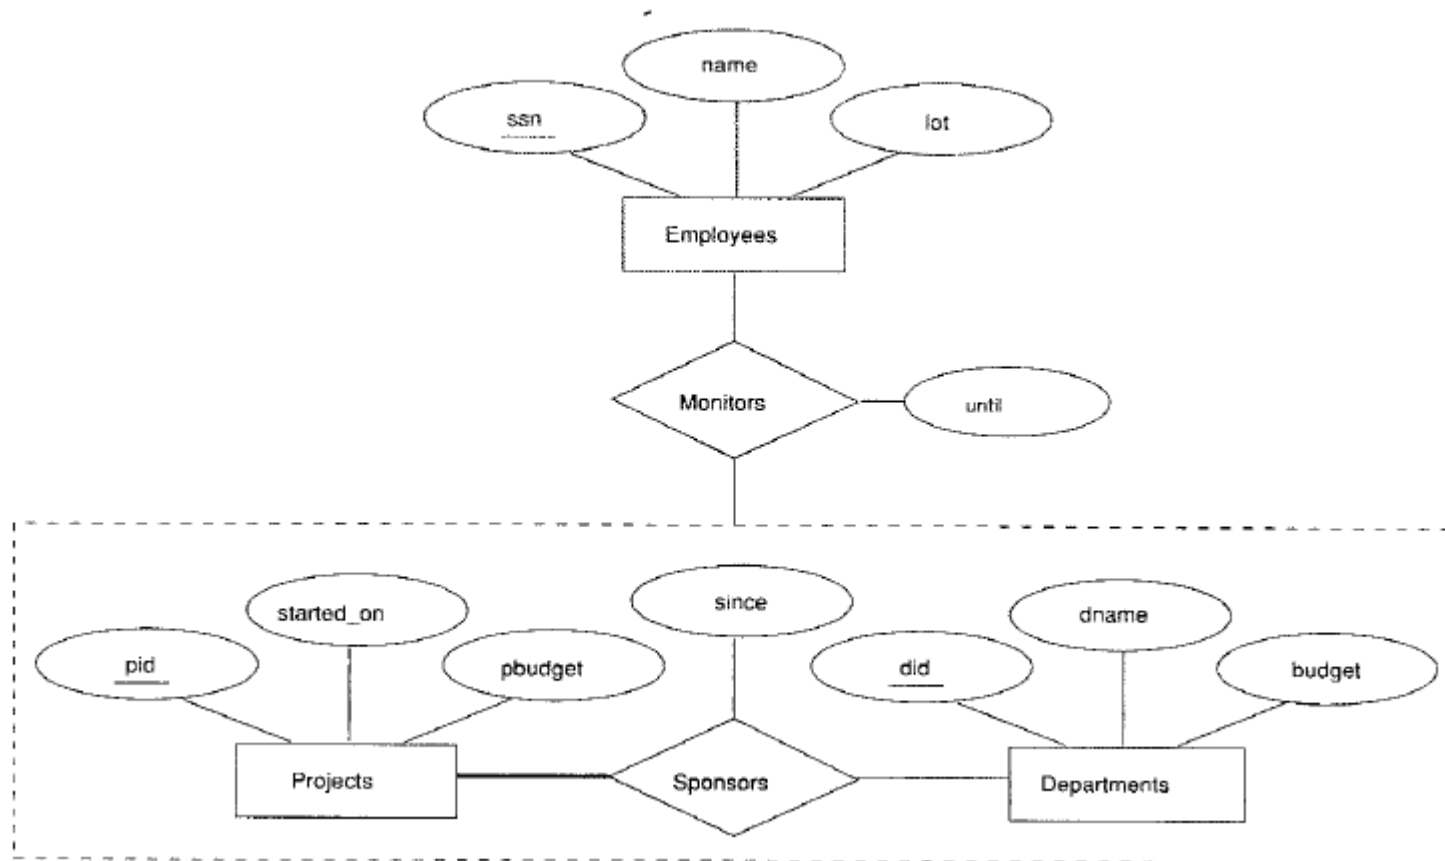 name
ssn
lot
Employees
Monitors
until
since
started_on
dname
pid
pbudget
did
budget
Projects
Sponsors
Departments